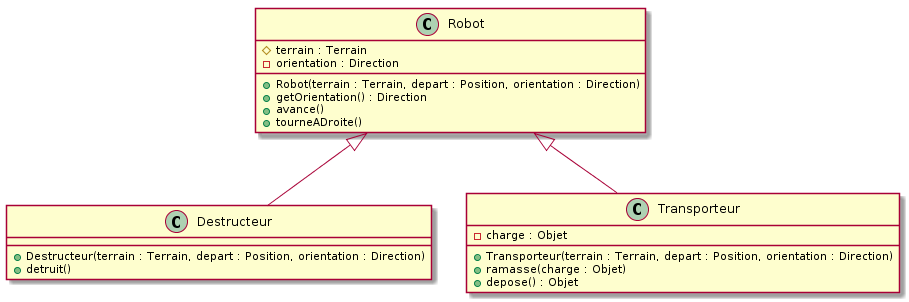 C Robot
terrain : Terrain
orientation : Direction
Robot(terrain : Terrain, depart : Position, orientation : Direction)
getOrientation() : Direction
avance()
tourneADroite()
C Destructeur
Destructeur(terrain : Terrain, depart : Position, orientation : Direction)
detruit()
C Transporteur
charge : Objet
Transporteur(terrain : Terrain, depart : Position, orientation : Direction)
ramasse(charge : Objet)
depose() : Objet